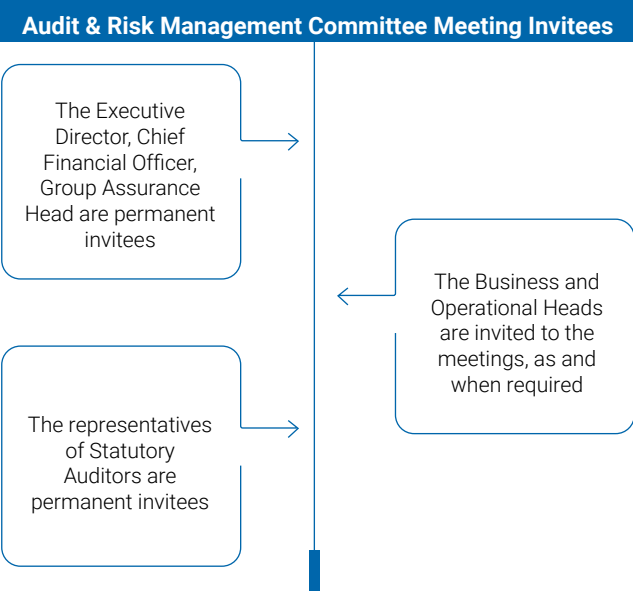 Audit & Risk Management Committee Meeting Invitees
The Executive
Director, Chief
Financial Officer,
Group Assurance
Head are permanent
invitees
The Business and
Operational Heads
are invited to the
meetings, as and
when required
The representatives
of Statutory
Auditors are
permanent invitees